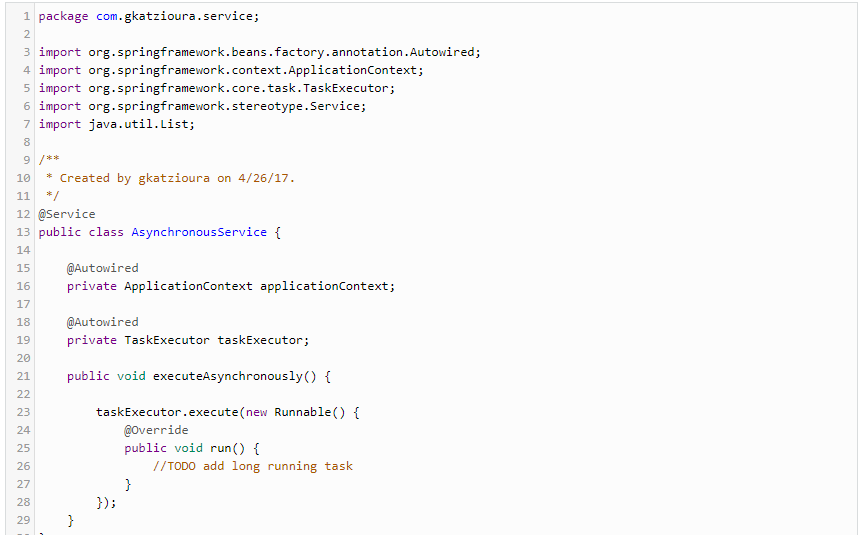 1 package com.gkatzioura.service;
2
3 import org.springframework.beans.factory.annotation.Autowired;
4 import org.springframework.context.ApplicationContext;
5 import org.springframework.core.task.TaskExecutor;
6 import org.springframework.stereotype.Service;
7 import java.util.List;
8
9 /**
10  * Created by gkatzioura on 4/26/17.
11  */
12 @Service
13 public class AsynchronousService {
14
15     @Autowired
16     private ApplicationContext applicationContext;
17
18     @Autowired
19     private TaskExecutor taskExecutor;
20
21     public void executeAsynchronously() {
22
23         taskExecutor.execute(new Runnable() {
24             @Override
25             public void run() {
26                 //TODO add long running task
27             }
28         });
29     }